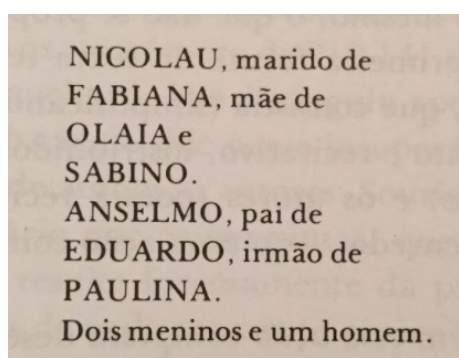 NICOLAU, marido de
FABIANA, mãe de
OLAIA e
SABINO.
ANSELMO, pai de
EDUARDO, irmão de
PAULINA.
Dois meninos e um homem.